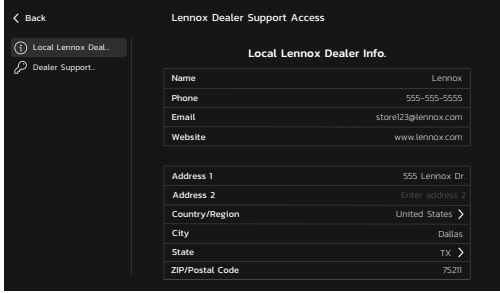 Back
Lennox Dealer Support Access
Local Lennox Deal..
Dealer Support..
Local Lennox Dealer Info.
Name Lennox
Phone 555-555-5555
Email store123@lennox.com
Website www.lennox.com
Address 1 555 Lennox Dr.
Address 2 Enter address 2
Country/Region United States
City Dallas
State TX
ZIP/Postal Code 75211